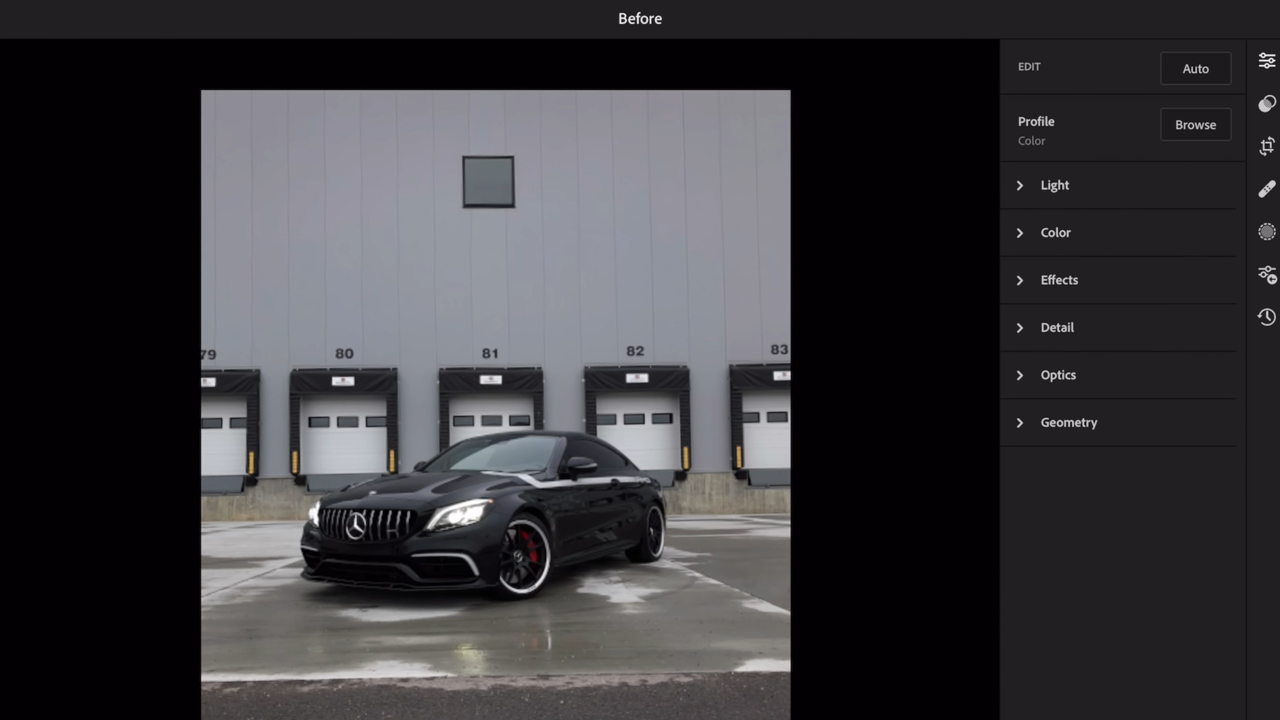 Before
EDIT
Auto
Profile
Browse
Color
Light
Color
Effects
Detail
Optics
Geometry
79
80
81
82
83